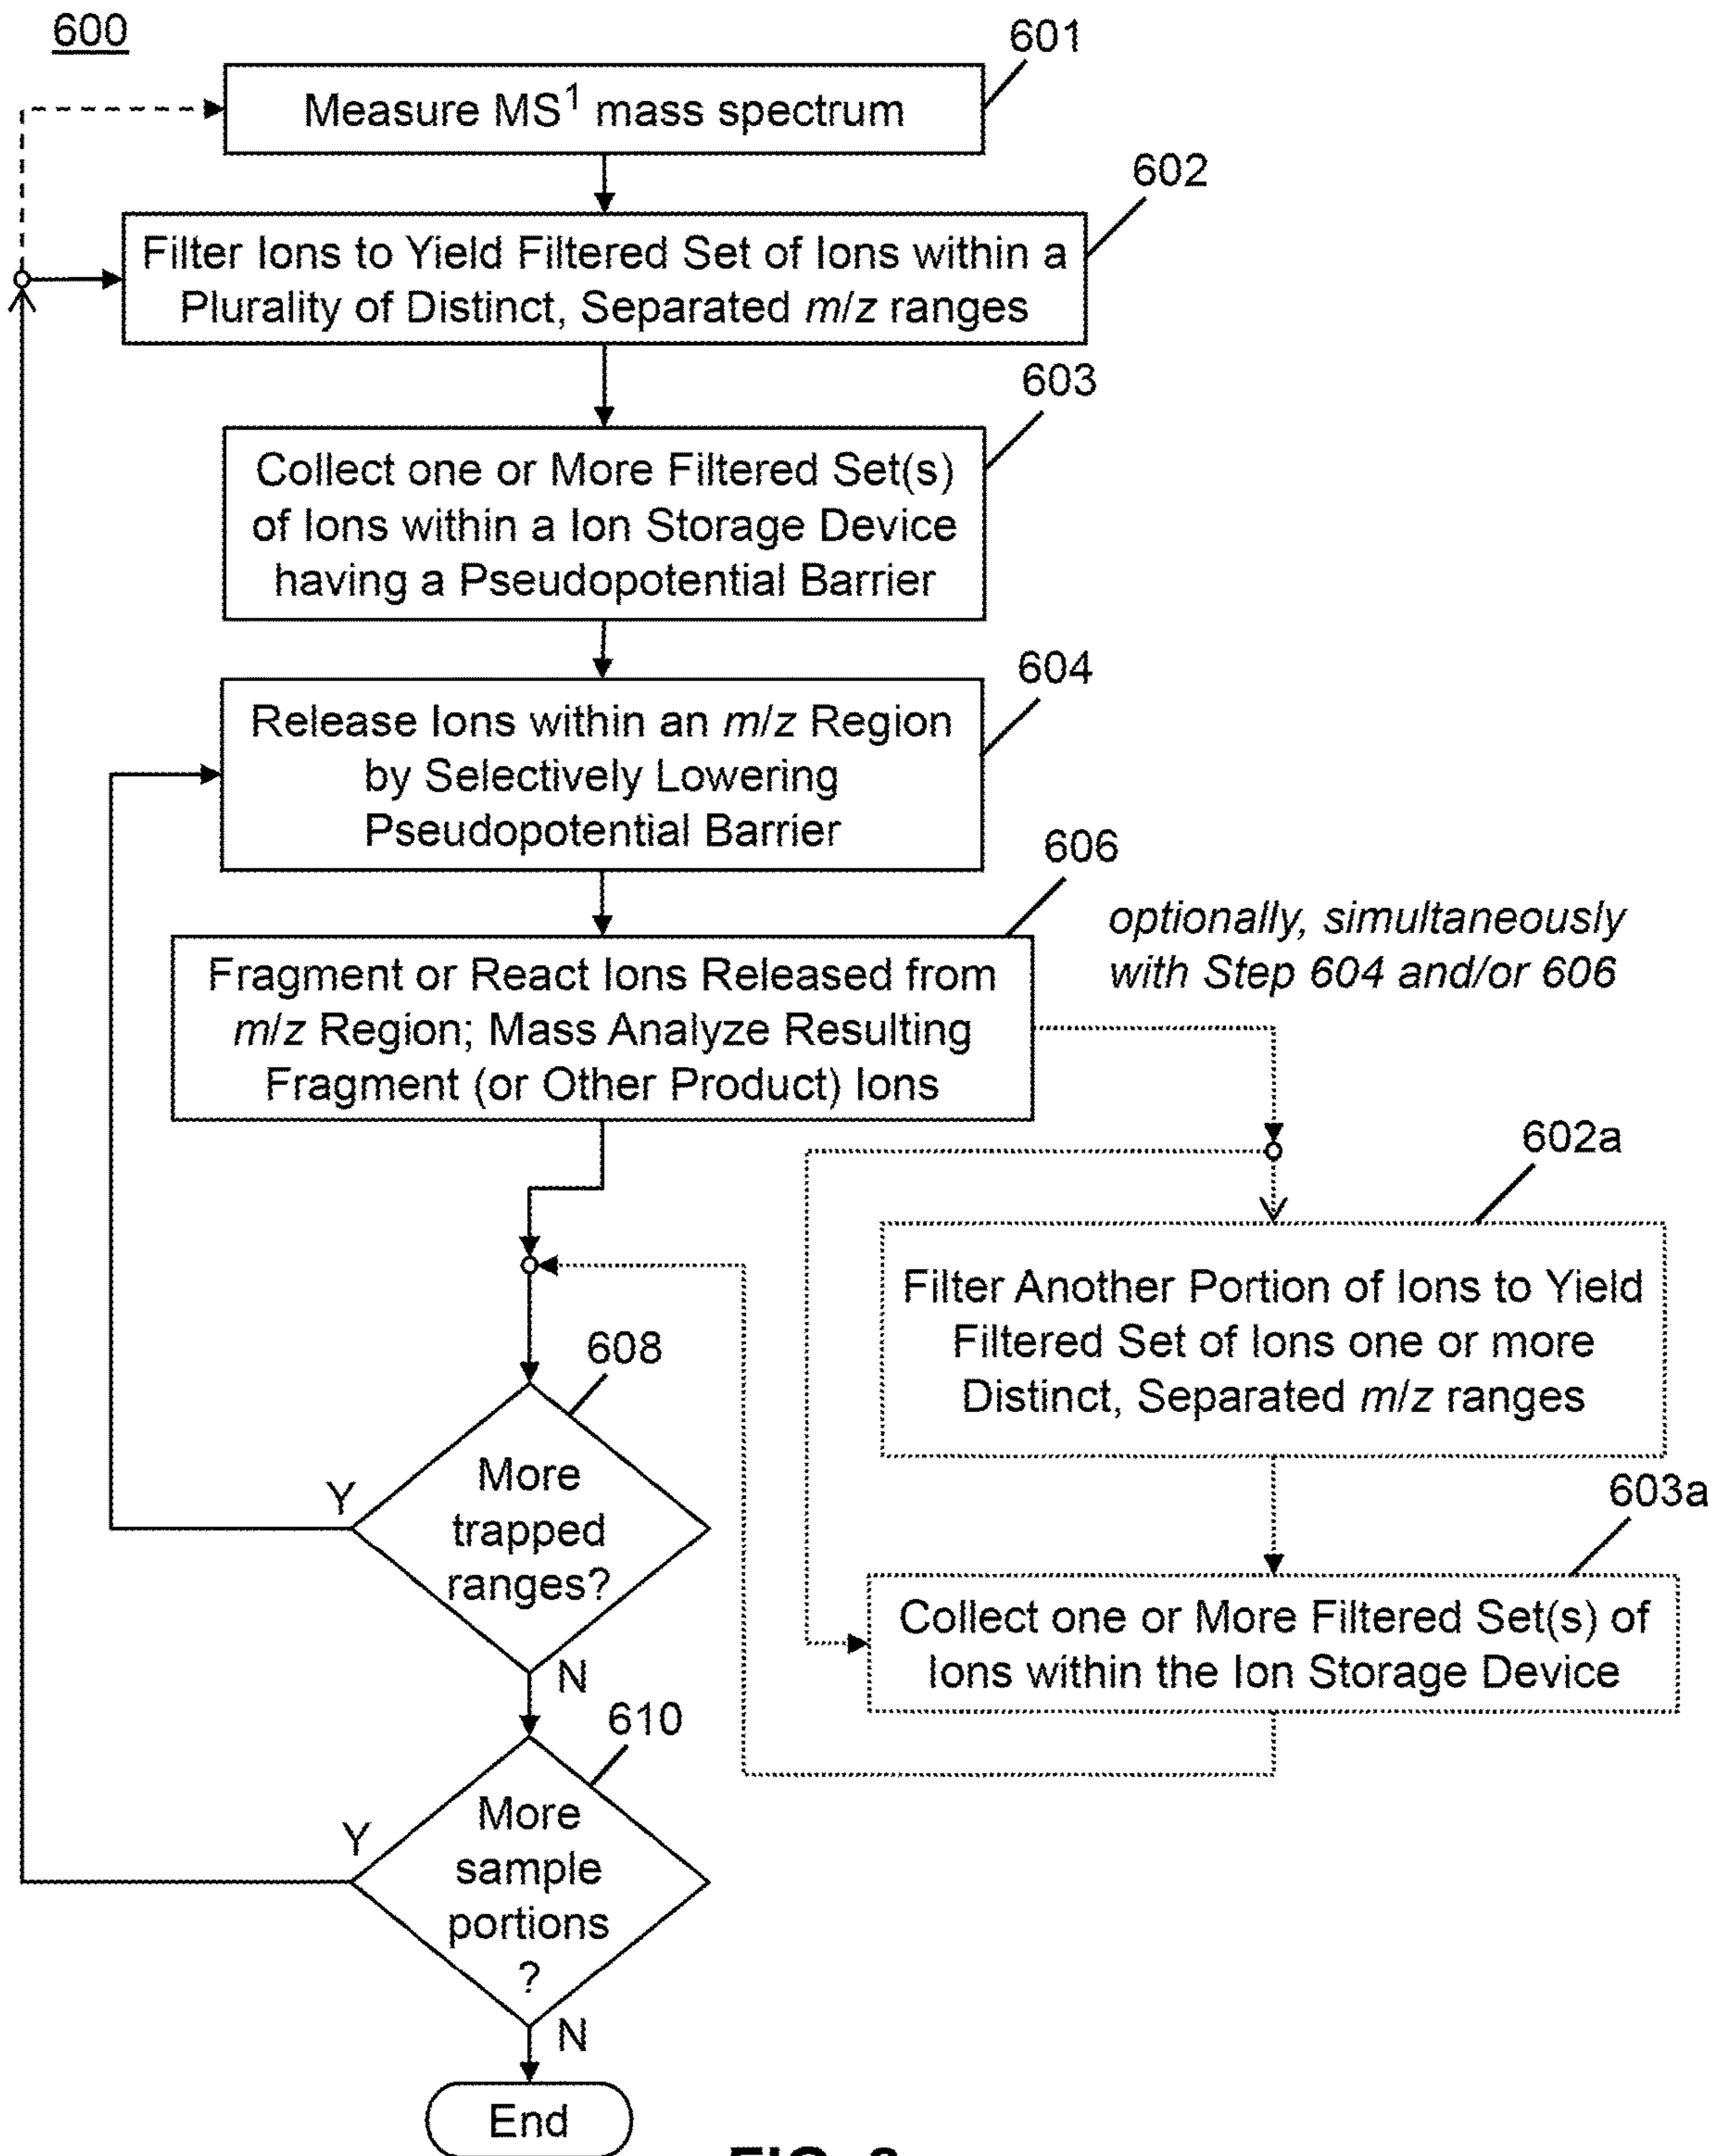 600
601
Measure MS¹ mass spectrum
602
Filter Ions to Yield Filtered Set of Ions within a
Plurality of Distinct, Separated m/z ranges
603
Collect one or More Filtered Set(s)
of Ions within a Ion Storage Device
having a Pseudopotential Barrier
604
Release Ions within an m/z Region
by Selectively Lowering
Pseudopotential Barrier
606
optionally, simultaneously
with Step 604 and/or 606
Fragment or React Ions Released from
m/z Region; Mass Analyze Resulting
Fragment (or Other Product) Ions
602a
Filter Another Portion of Ions to Yield
Filtered Set of Ions one or more
Distinct, Separated m/z ranges
603a
Collect one or More Filtered Set(s) of
Ions within the Ion Storage Device
608
More
trapped
ranges?
Y
N
610
More
sample
portions
?
Y
N
End